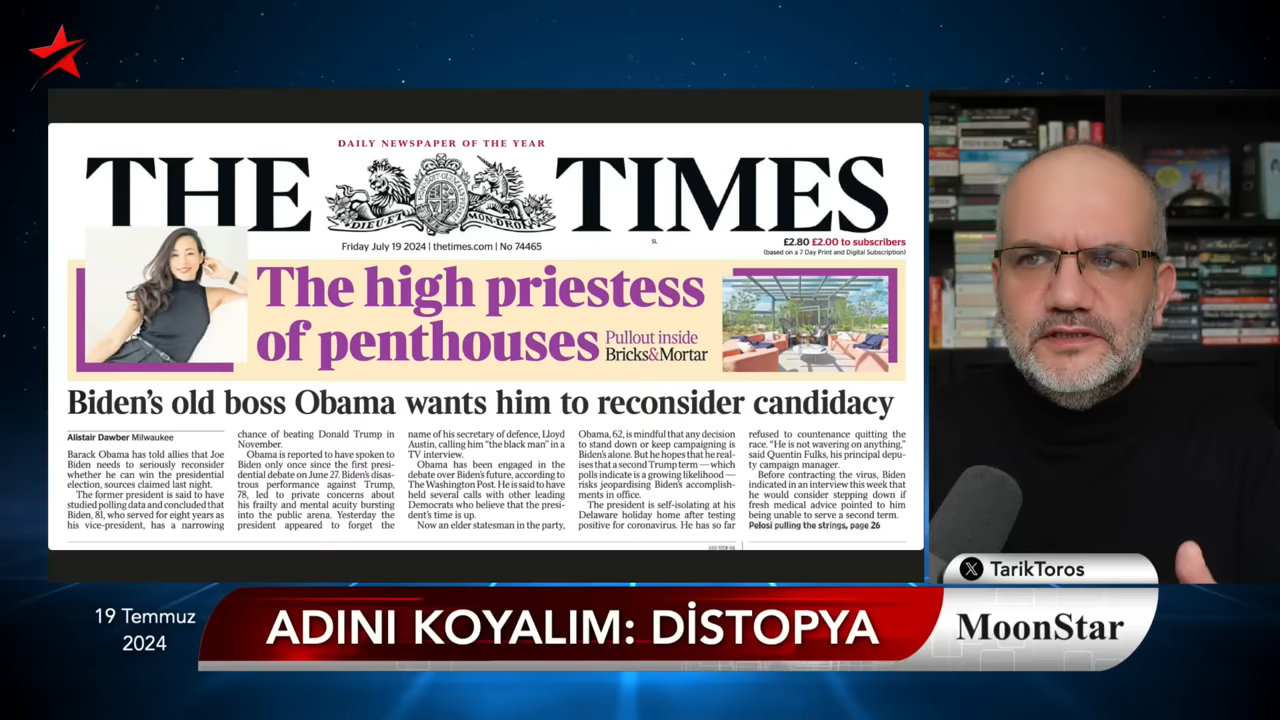 DAILY NEWSPAPER OF THE YEAR
THE TIMES
DIEU ET MON DROIT
Friday July 19 2024 | thetimes.com | No 74465
SL
£2.80 £2.00 to subscribers
(based on a 7 Day Print and Digital Subscription)
The high priestess
of penthouses
Pullout inside
Bricks&Mortar
Biden's old boss Obama wants him to reconsider candidacy
Alistair Dawber Milwaukee
Barack Obama has told allies that Joe
Biden needs to seriously reconsider
whether he can win the presidential
election, sources claimed last night.
The former president is said to have
studied polling data and concluded that
Biden, 81, who served for eight years as
his vice-president, has a narrowing
chance of beating Donald Trump in
November.
Obama is reported to have spoken to
Biden only once since the first presi-
dential debate on June 27. Biden's disas-
trous performance against Trump,
78, led to private concerns about
his frailty and mental acuity bursting
into the public arena. Yesterday the
president appeared to forget the
name of his secretary of defence, Lloyd
Austin, calling him "the black man" in a
TV interview.
Obama has been engaged in the
debate over Biden's future, according to
The Washington Post. He is said to have
held several calls with other leading
Democrats who believe that the presi-
dent's time is up.
Now an elder statesman in the party,
Obama, 62, is mindful that any decision
to stand down or keep campaigning is
Biden's alone. But he hopes that he real-
ises that a second Trump term — which
polls indicate is a growing likelihood —
risks jeopardising Biden's accomplish-
ments in office.
The president is self-isolating at his
Delaware holiday home after testing
positive for coronavirus. He has so far
refused to countenance quitting the
race. "He is not wavering on anything,"
said Quentin Fulks, his principal depu-
ty campaign manager.
Before contracting the virus, Biden
indicated in an interview this week that
he would consider stepping down if
fresh medical advice pointed to him
being unable to serve a second term.
Pelosi pulling the strings, page 26
TarikToros
19 Temmuz
2024
ADINI KOYALIM: DİSTOPYA
MoonStar